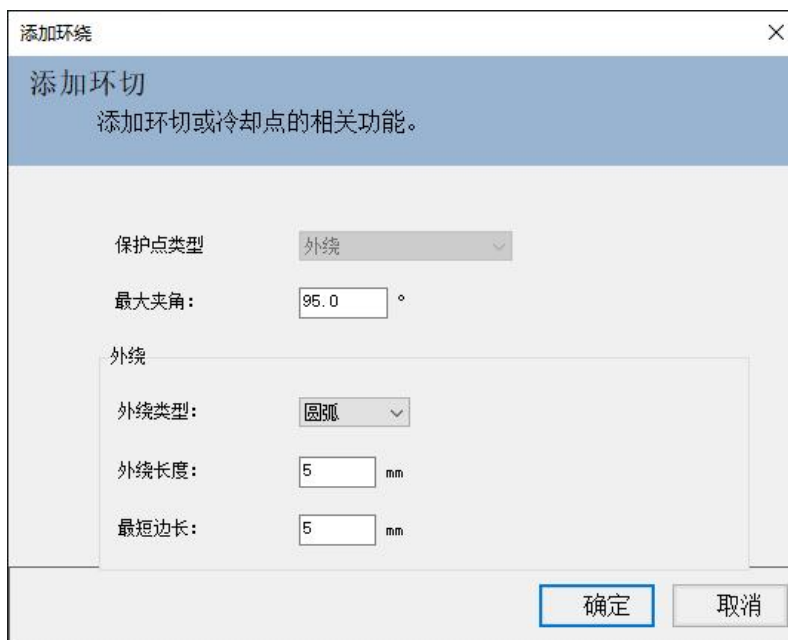 添加环绕
添加环切
添加环切或冷却点的相关功能。
保护点类型 外绕
最大夹角: 95.0 °
外绕
外绕类型: 圆弧
外绕长度: 5 mm
最短边长: 5 mm
确定 取消